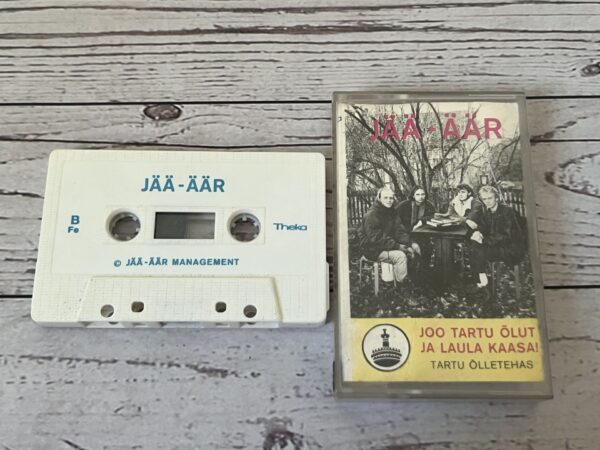 JÄÄ-ÄÄR
B
Fe
Theka
© JÄÄ-ÄÄR MANAGEMENT
JÄÄ-ÄÄR
JOO TARTU ÕLUT
JA LAULA KAASA!
TARTU ÕLLETEHAS